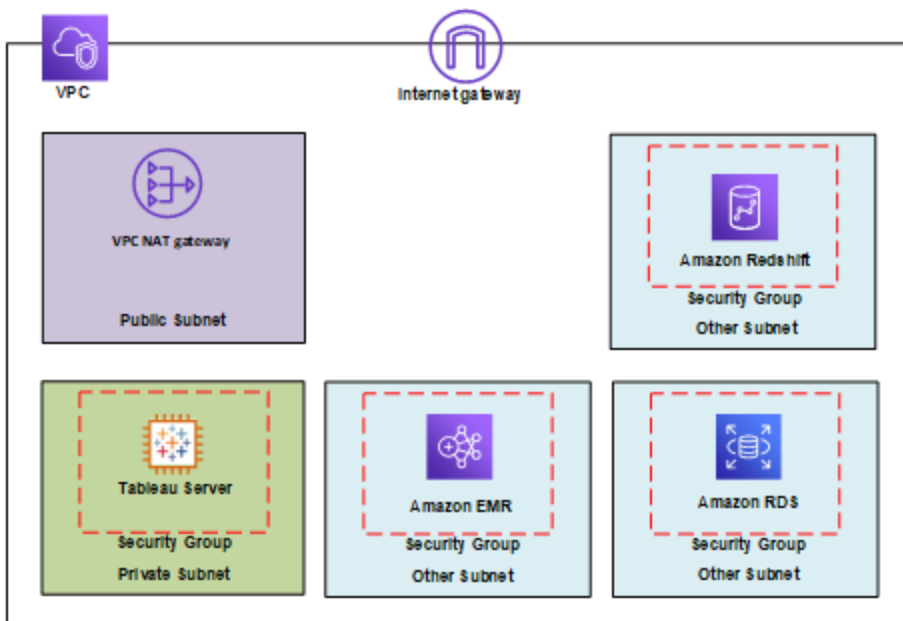 VPC
Internet gateway
VPC NAT gateway
Public Subnet
Amazon Redshift
Security Group
Other Subnet
Tableau Server
Security Group
Private Subnet
Amazon EMR
Security Group
Other Subnet
Amazon RDS
Security Group
Other Subnet